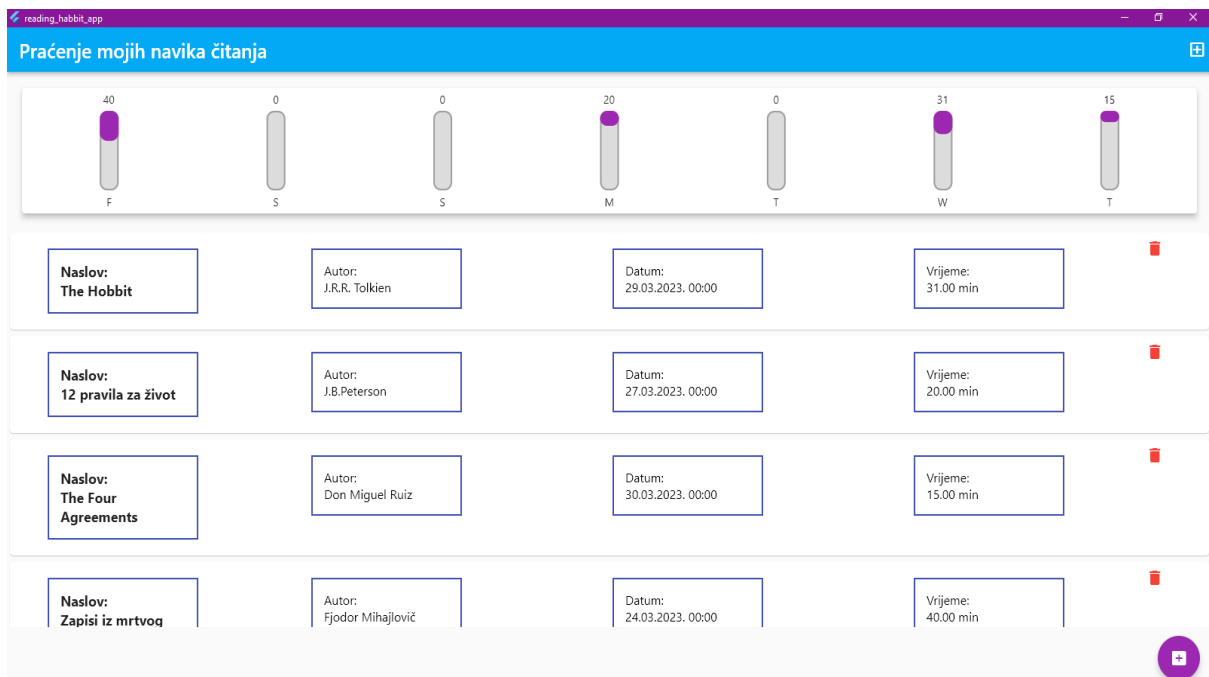 reading_habbit_app
Praćenje mojih navika čitanja
40 0 0 20 0 31 15
F S S M T W T
Naslov:
The Hobbit
Autor:
J.R.R. Tolkien
Datum:
29.03.2023. 00:00
Vrijeme:
31.00 min
Naslov:
12 pravila za život
Autor:
J.B.Peterson
Datum:
27.03.2023. 00:00
Vrijeme:
20.00 min
Naslov:
The Four
Agreements
Autor:
Don Miguel Ruiz
Datum:
30.03.2023. 00:00
Vrijeme:
15.00 min
Naslov:
Zapisi iz mrtvog
Autor:
Fjodor Mihajlovič
Datum:
24.03.2023. 00:00
Vrijeme:
40.00 min